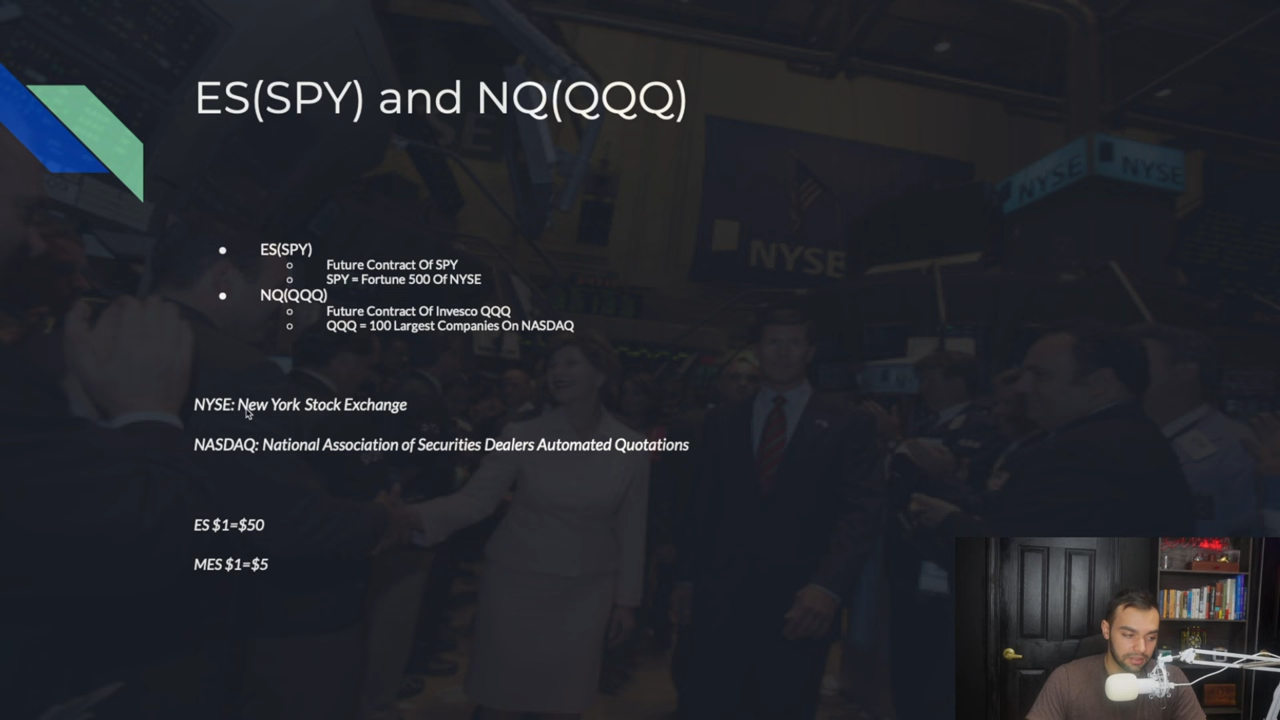 ES(SPY) and NQ(QQQ)
NYSE
NYSE
NYSE
ES(SPY)
Future Contract Of SPY
SPY = Fortune 500 Of NYSE
NQ(QQQ)
Future Contract Of Invesco QQQ
QQQ = 100 Largest Companies On NASDAQ
NYSE: New York Stock Exchange
NASDAQ: National Association of Securities Dealers Automated Quotations
ES $1=$50
MES $1=$5